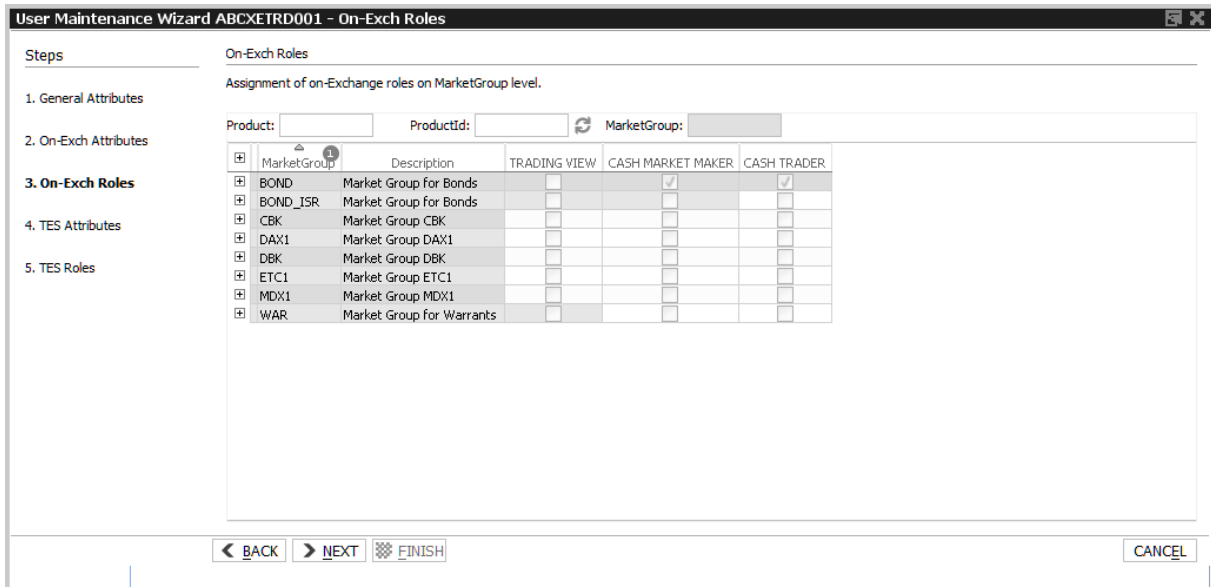 User Maintenance Wizard ABCXETRD001 - On-Exch Roles
Steps
1. General Attributes
2. On-Exch Attributes
3. On-Exch Roles
4. TES Attributes
5. TES Roles
On-Exch Roles
Assignment of on-Exchange roles on MarketGroup level.
Product: ProductId: MarketGroup:
MarketGroup 1 Description TRADING VIEW CASH MARKET MAKER CASH TRADER
BOND Market Group for Bonds
BOND_ISR Market Group for Bonds
CBK Market Group CBK
DAX1 Market Group DAX1
DBK Market Group DBK
ETC1 Market Group ETC1
MDX1 Market Group MDX1
WAR Market Group for Warrants
BACK NEXT FINISH CANCEL